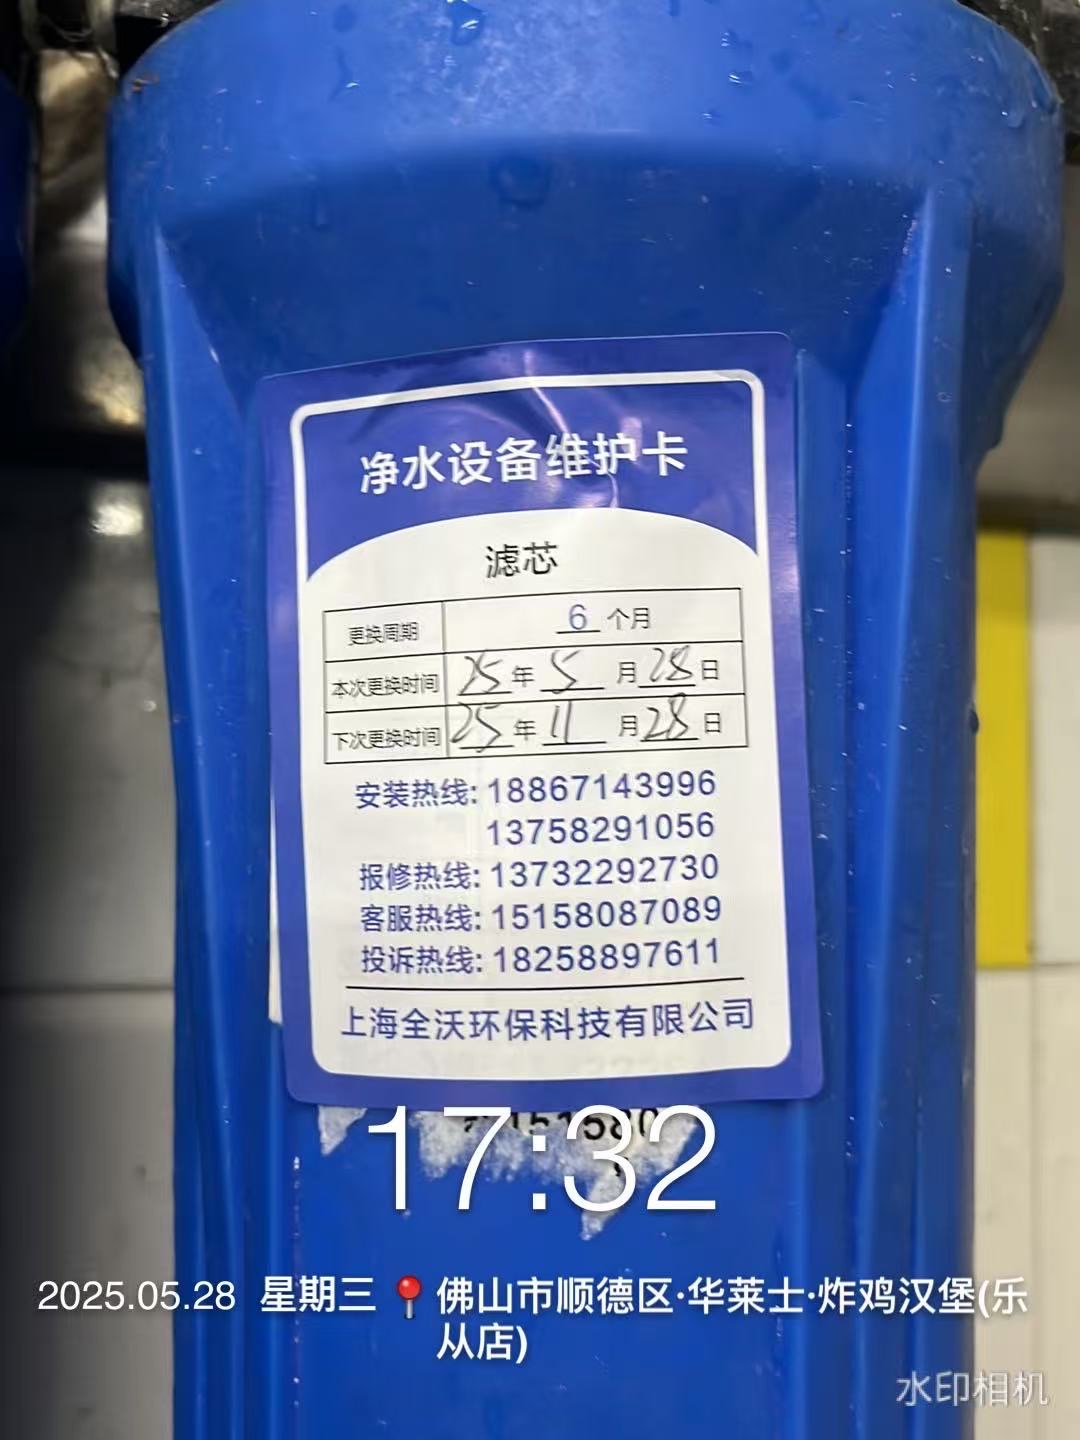 净水设备维护卡
滤芯
更换周期 6 个月
本次更换时间 25 年 5 月 28 日
下次更换时间 25 年 11 月 28 日
安装热线: 18867143996
13758291056
报修热线: 13732292730
客服热线: 15158087089
投诉热线: 18258897611
上海全沃环保科技有限公司
17:32
2025.05.28 星期三 佛山市顺德区·华莱士·炸鸡汉堡(乐
从店)
水印相机